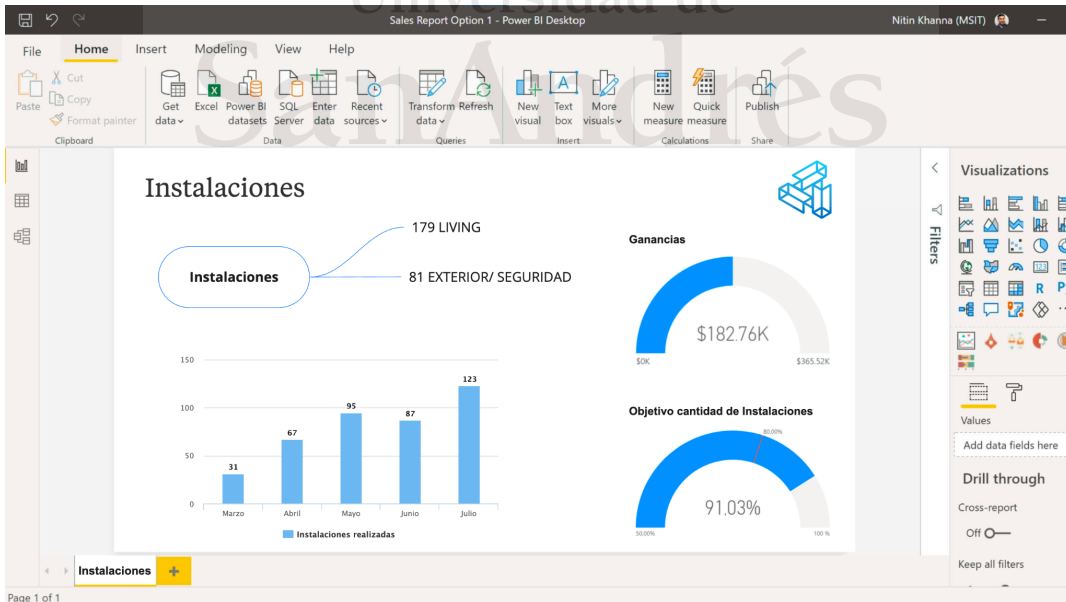 Universidad de
SanAndrés
Sales Report Option 1 - Power BI Desktop
Nitin Khanna (MSIT)
File Home Insert Modeling View Help
Paste
Cut
Copy
Format painter
Clipboard
Get data
Excel
Power BI datasets
SQL Server
Enter data
Recent sources
Data
Transform data
Refresh
Queries
New visual
Text box
More visuals
Insert
New measure
Quick measure
Calculations
Publish
Share
Instalaciones
Instalaciones
179 LIVING
81 EXTERIOR/ SEGURIDAD
150
100
50
0
31
67
95
87
123
Marzo Abril Mayo Junio Julio
Instalaciones realizadas
Ganancias
$182.76K
$0K
$365.52K
Objetivo cantidad de Instalaciones
80,00%
91,03%
50,00%
100 %
Filters
Visualizations
123
R
Values
Add data fields here
Drill through
Cross-report
Off
Keep all filters
Instalaciones
Page 1 of 1